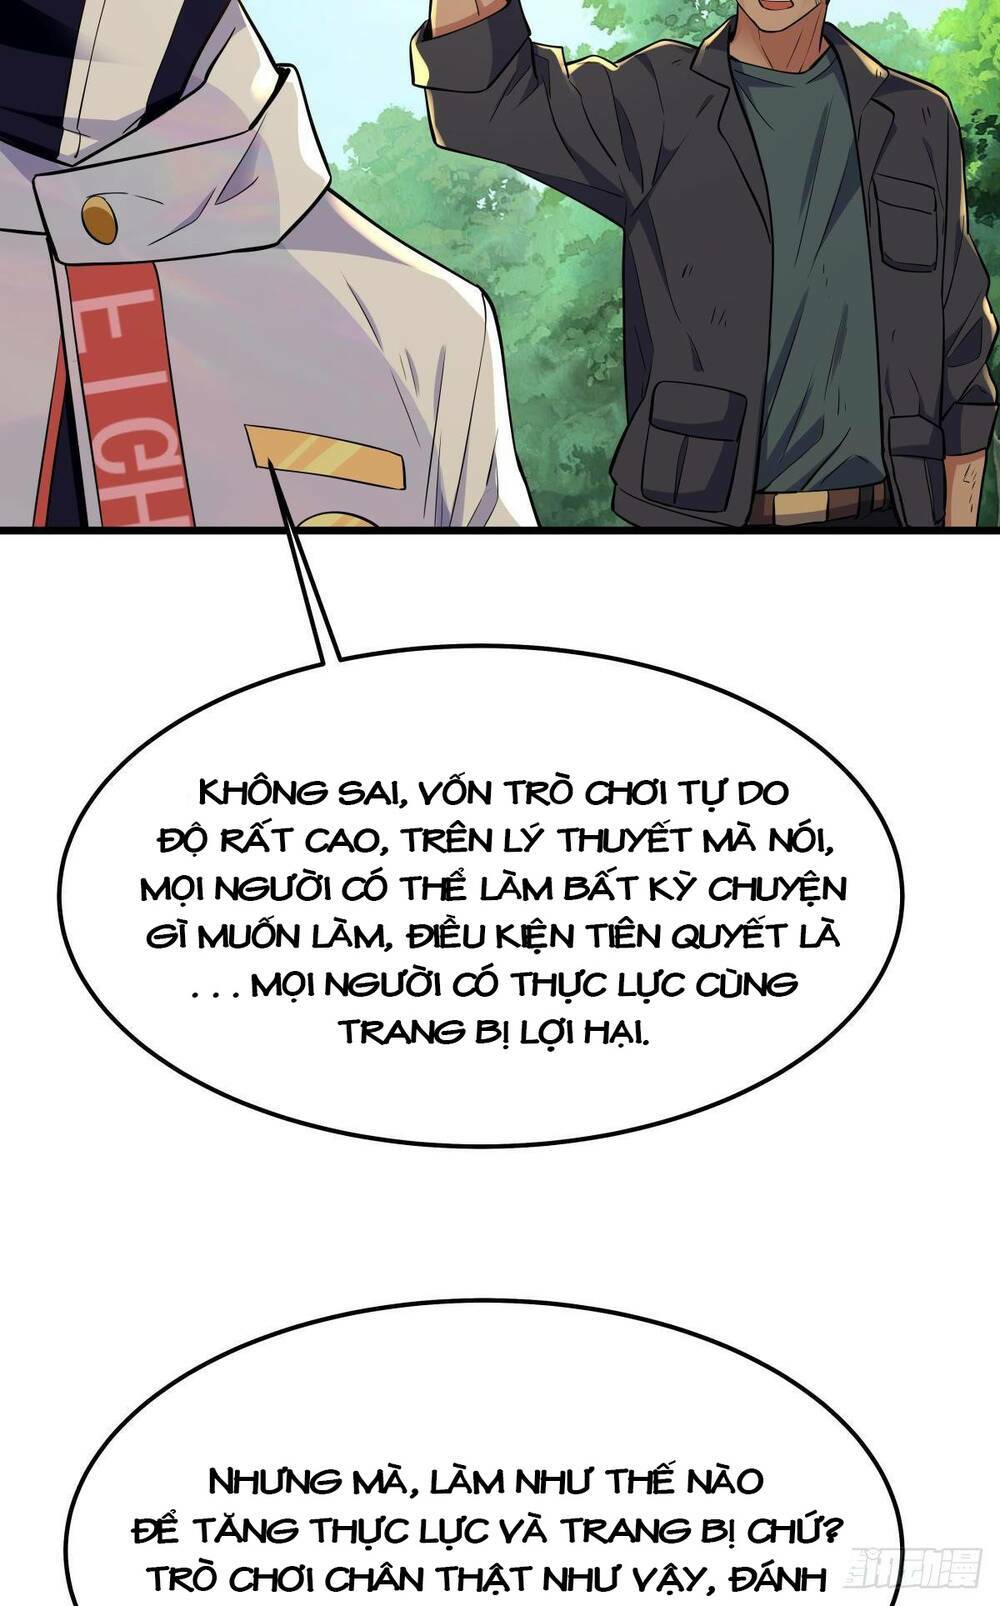 EIGH
KHÔNG SAI, VỐN TRÒ CHƠI TỰ DO
ĐỘ RẤT CAO, TRÊN LÝ THUYẾT MÀ NÓI,
MỌI NGƯỜI CÓ THỂ LÀM BẤT KỲ CHUYỆN
GÌ MUỐN LÀM, ĐIỀU KIỆN TIÊN QUYẾT LÀ
...MỌI NGƯỜI CÓ THỰC LỰC CÙNG
TRANG BỊ LỢI HẠI.
NHƯNG MÀ, LÀM NHƯ THẾ NÀO
ĐỂ TĂNG THỰC LỰC VÀ TRANG BỊ CHỨ?
TRÒ CHƠI CHÂN THẬT NHƯ VẬY, ĐÁNH